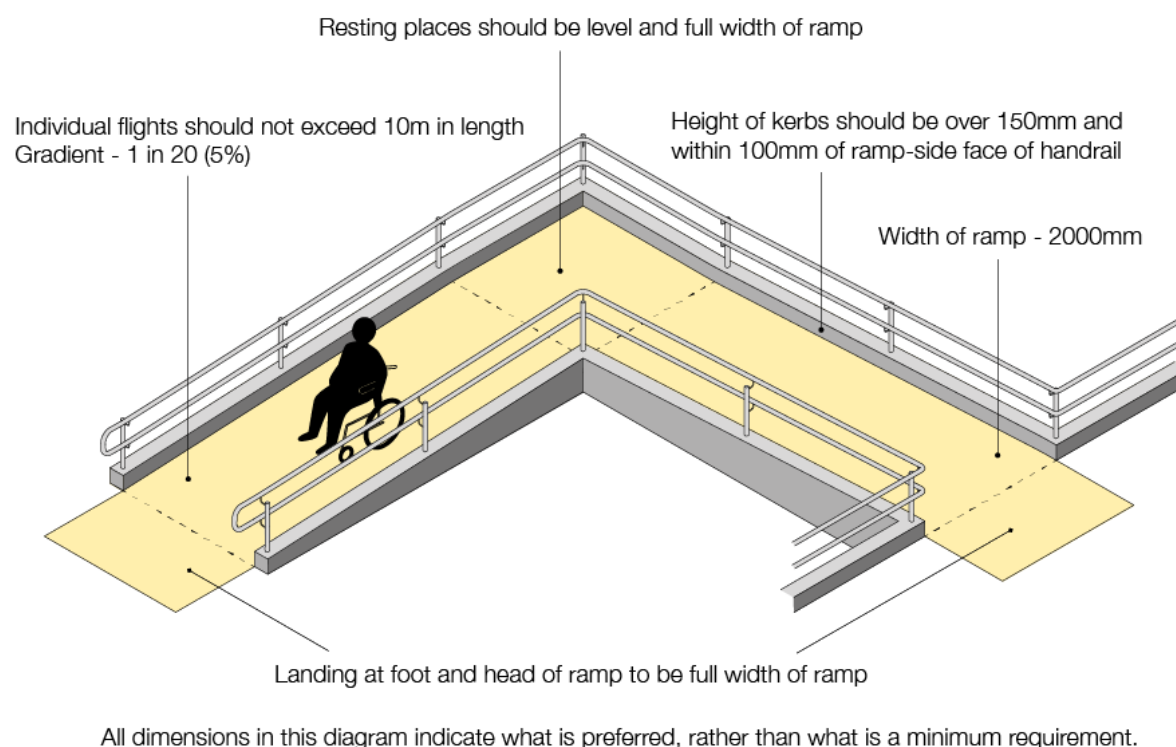 Resting places should be level and full width of ramp
Individual flights should not exceed 10m in length
Gradient - 1 in 20 (5%)
Height of kerbs should be over 150mm and
within 100mm of ramp-side face of handrail
Width of ramp - 2000mm
Landing at foot and head of ramp to be full width of ramp
All dimensions in this diagram indicate what is preferred, rather than what is a minimum requirement.